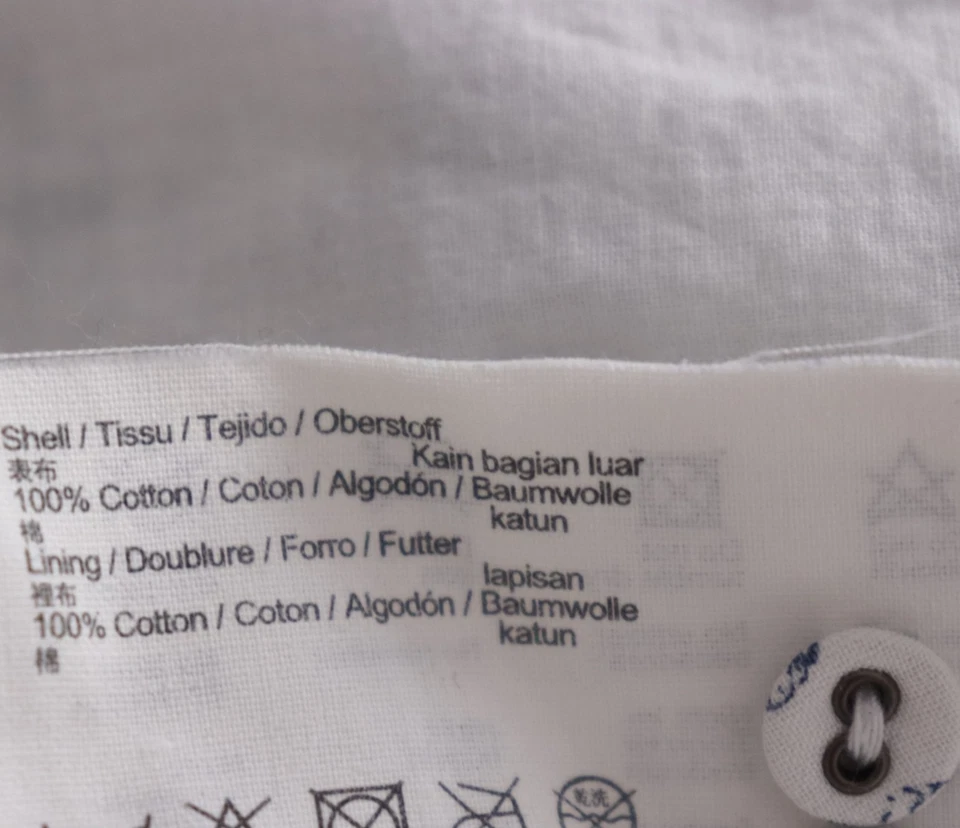 Shell / Tissu / Tejido / Oberstoff
Kain bagian luar
表布
100% Cotton / Coton / Algodón / Baumwolle
katun
棉
Lining / Doublure / Forro / Futter
lapisan
裡布
100% Cotton / Coton / Algodón / Baumwolle
katun
棉